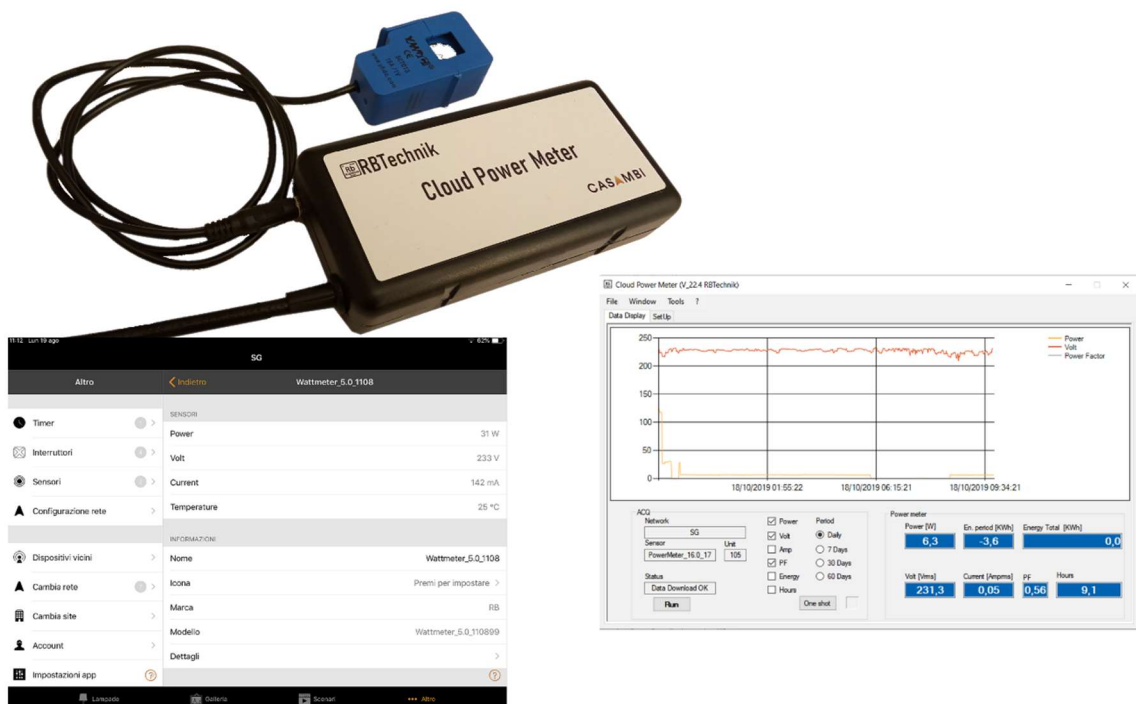 RBTechnik
Cloud Power Meter
CASAMBI
11:12 Lun 19 ago
62%
SG
Altro
Indietro
Wattmeter_5.0_1108
Timer
Interruttori
Sensori
Configurazione rete
Dispositivi vicini
Cambia rete
Cambia site
Account
Impostazioni app
SENSORI
Power 31 W
Volt 233 V
Current 142 mA
Temperature 25 °C
INFORMAZIONI
Nome Wattmeter_5.0_1108
Icona Premi per impostare
Marca RB
Modello Wattmeter_5.0_110899
Dettagli
Lampade Galleria Scenari Altro
Cloud Power Meter (V_22.4 RBTechnik)
File Window Tools ?
Data Display SetUp
250
200
150
100
50
0
18/10/2019 01:55:22 18/10/2019 06:15:21 18/10/2019 09:34:21
Power
Volt
Power Factor
ACQ
Network
SG
Sensor Unit
PowerMeter_16.0_17 105
Status
Data Download OK
Run
Power
Volt
Amp
PF
Energy
Hours
Period
Daily
7 Days
30 Days
60 Days
One shot
Power meter
Power [W] En. period [KWh] Energy Total [KWh]
6,3 -3,6 0,0
Volt [Vrms] Current [Ampms] PF Hours
231,3 0,05 0,56 9,1